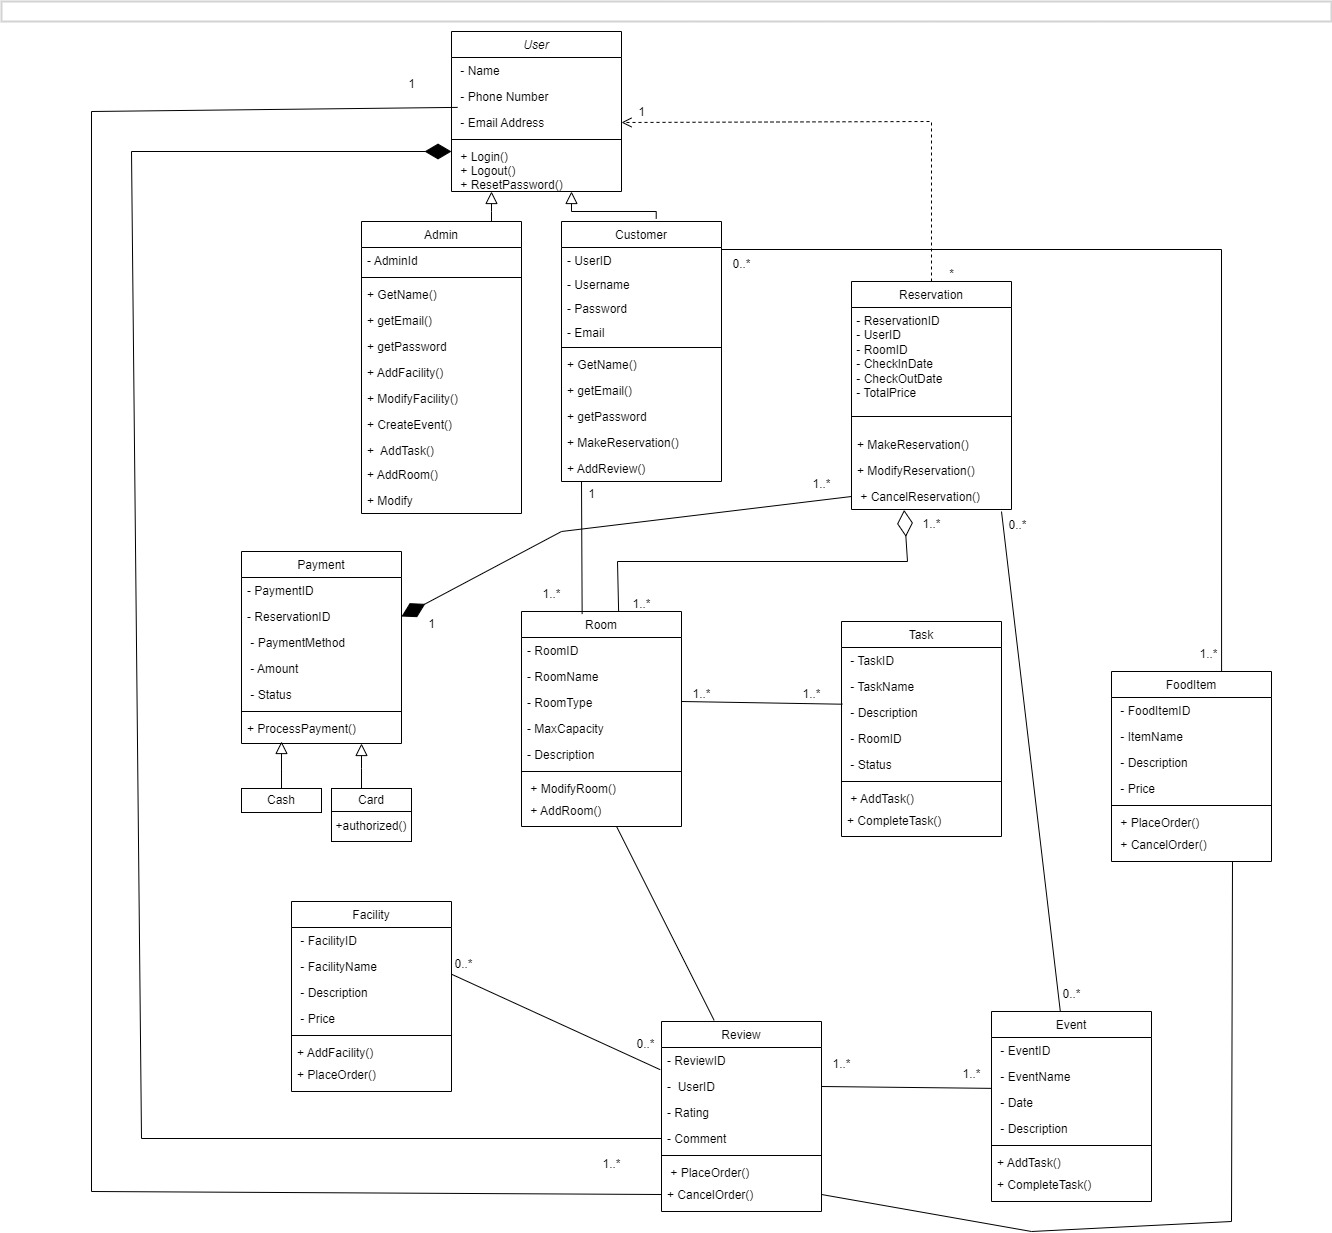 User
- Name
- Phone Number
- Email Address
+ Login()
+ Logout()
+ ResetPassword()
1
1
Admin
- AdminId
+ GetName()
+ getEmail()
+ getPassword
+ AddFacility()
+ ModifyFacility()
+ CreateEvent()
+ AddTask()
+ AddRoom()
+ Modify
Customer
- UserID
- Username
- Password
- Email
+ GetName()
+ getEmail()
+ getPassword
+ MakeReservation()
+ AddReview()
0..*
*
Reservation
- ReservationID
- UserID
- RoomID
- CheckInDate
- CheckOutDate
- TotalPrice
+ MakeReservation()
+ ModifyReservation()
+ CancelReservation()
1..*
1
1..*
0..*
Payment
- PaymentID
- ReservationID
- PaymentMethod
- Amount
- Status
+ ProcessPayment()
1
Cash
Card
+authorized()
1..*
1..*
Room
- RoomID
- RoomName
- RoomType
- MaxCapacity
- Description
+ ModifyRoom()
+ AddRoom()
1..*
1..*
Task
- TaskID
- TaskName
- Description
- RoomID
- Status
+ AddTask()
+ CompleteTask()
1..*
FoodItem
- FoodItemID
- ItemName
- Description
- Price
+ PlaceOrder()
+ CancelOrder()
Facility
- FacilityID
- FacilityName
- Description
- Price
+ AddFacility()
+ PlaceOrder()
0..*
0..*
Review
- ReviewID
- UserID
- Rating
- Comment
+ PlaceOrder()
+ CancelOrder()
1..*
1..*
1..*
0..*
Event
- EventID
- EventName
- Date
- Description
+ AddTask()
+ CompleteTask()